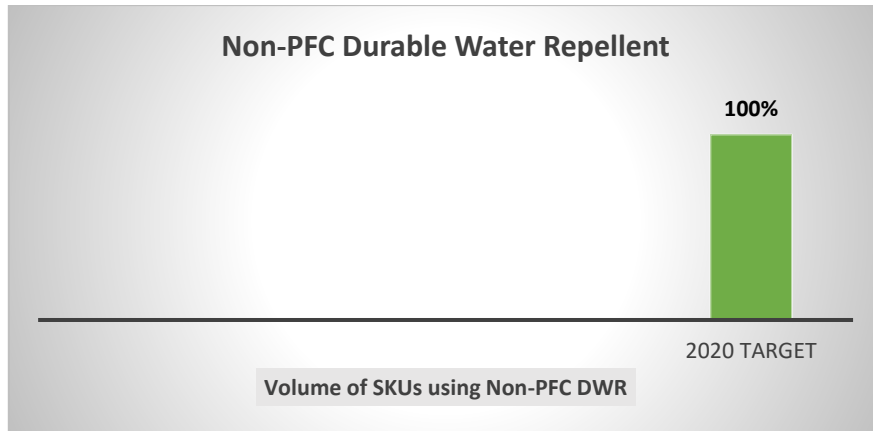 Non-PFC Durable Water Repellent
100%
2020 TARGET
Volume of SKUs using Non-PFC DWR